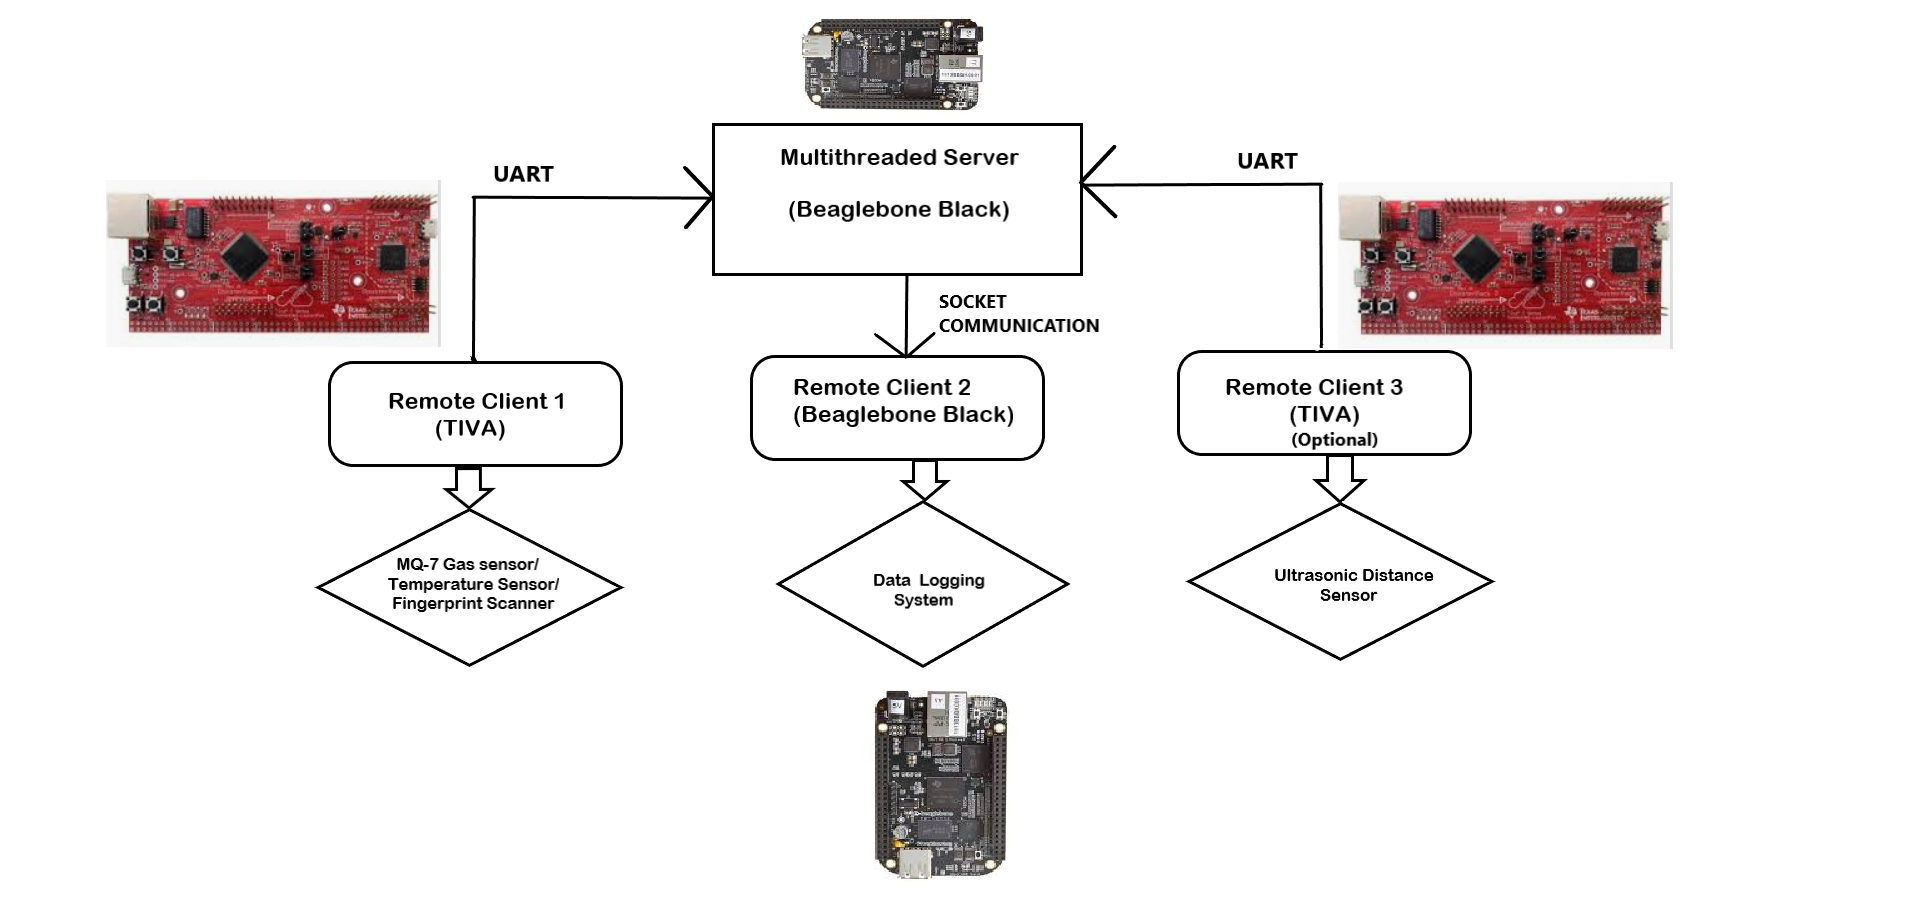 Multithreaded Server
(Beaglebone Black)
UART
UART
SOCKET
COMMUNICATION
Remote Client 1
(TIVA)
Remote Client 2
(Beaglebone Black)
Remote Client 3
(TIVA)
(Optional)
MQ-7 Gas sensor/
Temperature Sensor/
Fingerprint Scanner
Data Logging
System
Ultrasonic Distance
Sensor